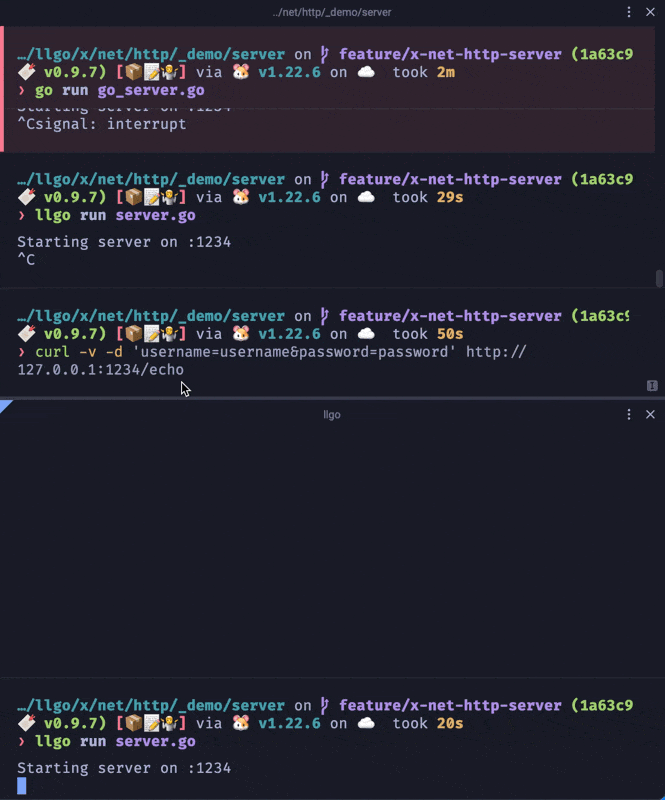 ../net/http/_demo/server
…/llgo/x/net/http/_demo/server on feature/x-net-http-server (1a63c9
v0.9.7) [📦📝🤷] via 🐹 v1.22.6 on ☁️ took 2m
❯ go run go_server.go
Starting server on :1234
^Csignal: interrupt
…/llgo/x/net/http/_demo/server on feature/x-net-http-server (1a63c9
v0.9.7) [📦📝🤷] via 🐹 v1.22.6 on ☁️ took 29s
❯ llgo run server.go
Starting server on :1234
^C
…/llgo/x/net/http/_demo/server on feature/x-net-http-server (1a63c9
v0.9.7) [📦📝🤷] via 🐹 v1.22.6 on ☁️ took 50s
❯ curl -v -d 'username=username&password=password' http://
127.0.0.1:1234/echo
llgo
…/llgo/x/net/http/_demo/server on feature/x-net-http-server (1a63c9
v0.9.7) [📦📝🤷] via 🐹 v1.22.6 on ☁️ took 20s
❯ llgo run server.go
Starting server on :1234